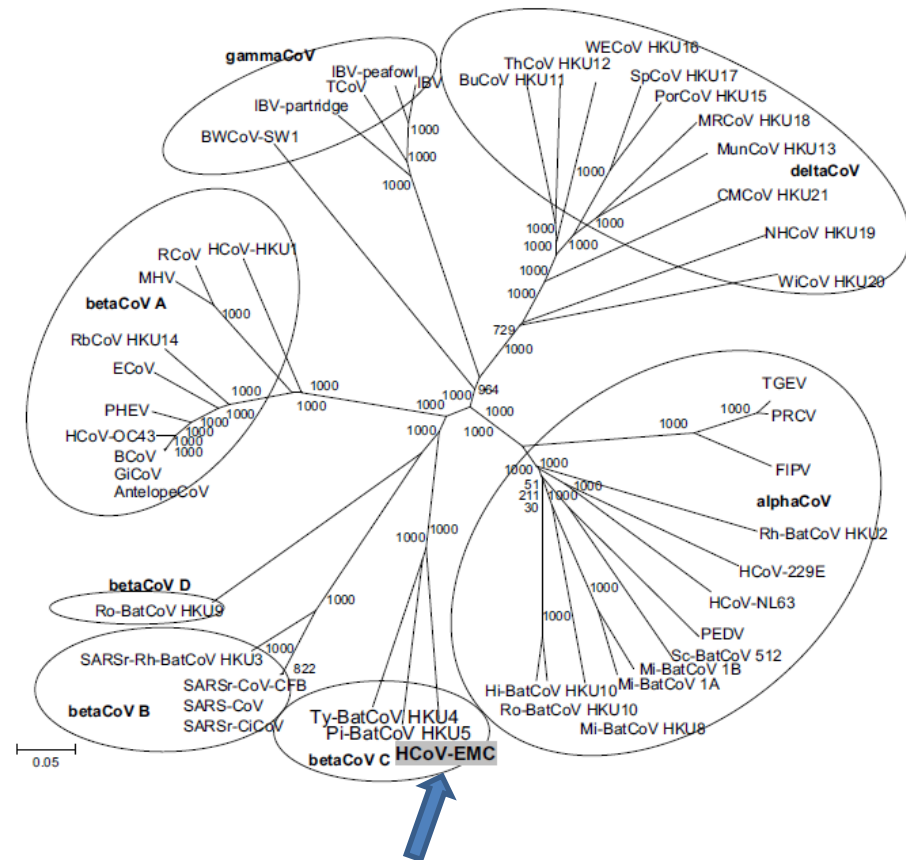 gammaCoV
IBV-peafowl
TCoV
IBV
IBV-partridge
BWCoV-SW1
1000
1000
1000
WECoV HKU16
ThCoV HKU12
BuCoV HKU11
SpCoV HKU17
PorCoV HKU15
MRCoV HKU18
MunCoV HKU13
deltaCoV
CMCoV HKU21
NHCoV HKU19
WiCoV HKU20
1000
1000
1000
1000
1000
1000
1000
729
1000
RCoV
HCoV-HKU1
MHV
betaCoV A
1000
RbCoV HKU14
ECoV
PHEV
HCoV-OC43
BCoV
GiCoV
AntelopeCoV
1000
1000
1000
1000
1000
1000
1000
1000
1000
1000
964
1000
1000
1000
TGEV
1000
PRCV
1000
FIPV
alphaCoV
1000
1000
51
1000
211
1000
30
Rh-BatCoV HKU2
HCoV-229E
HCoV-NL63
PEDV
Sc-BatCoV 512
Mi-BatCoV 1B
Mi-BatCoV 1A
Hi-BatCoV HKU10
Ro-BatCoV HKU10
Mi-BatCoV HKU8
1000
1000
1000
1000
betaCoV D
Ro-BatCoV HKU9
1000
1000
822
SARSr-Rh-BatCoV HKU3
SARSr-CoV-CFB
SARS-CoV
SARSr-CiCoV
betaCoV B
Ty-BatCoV HKU4
Pi-BatCoV HKU5
HCoV-EMC
betaCoV C
0.05